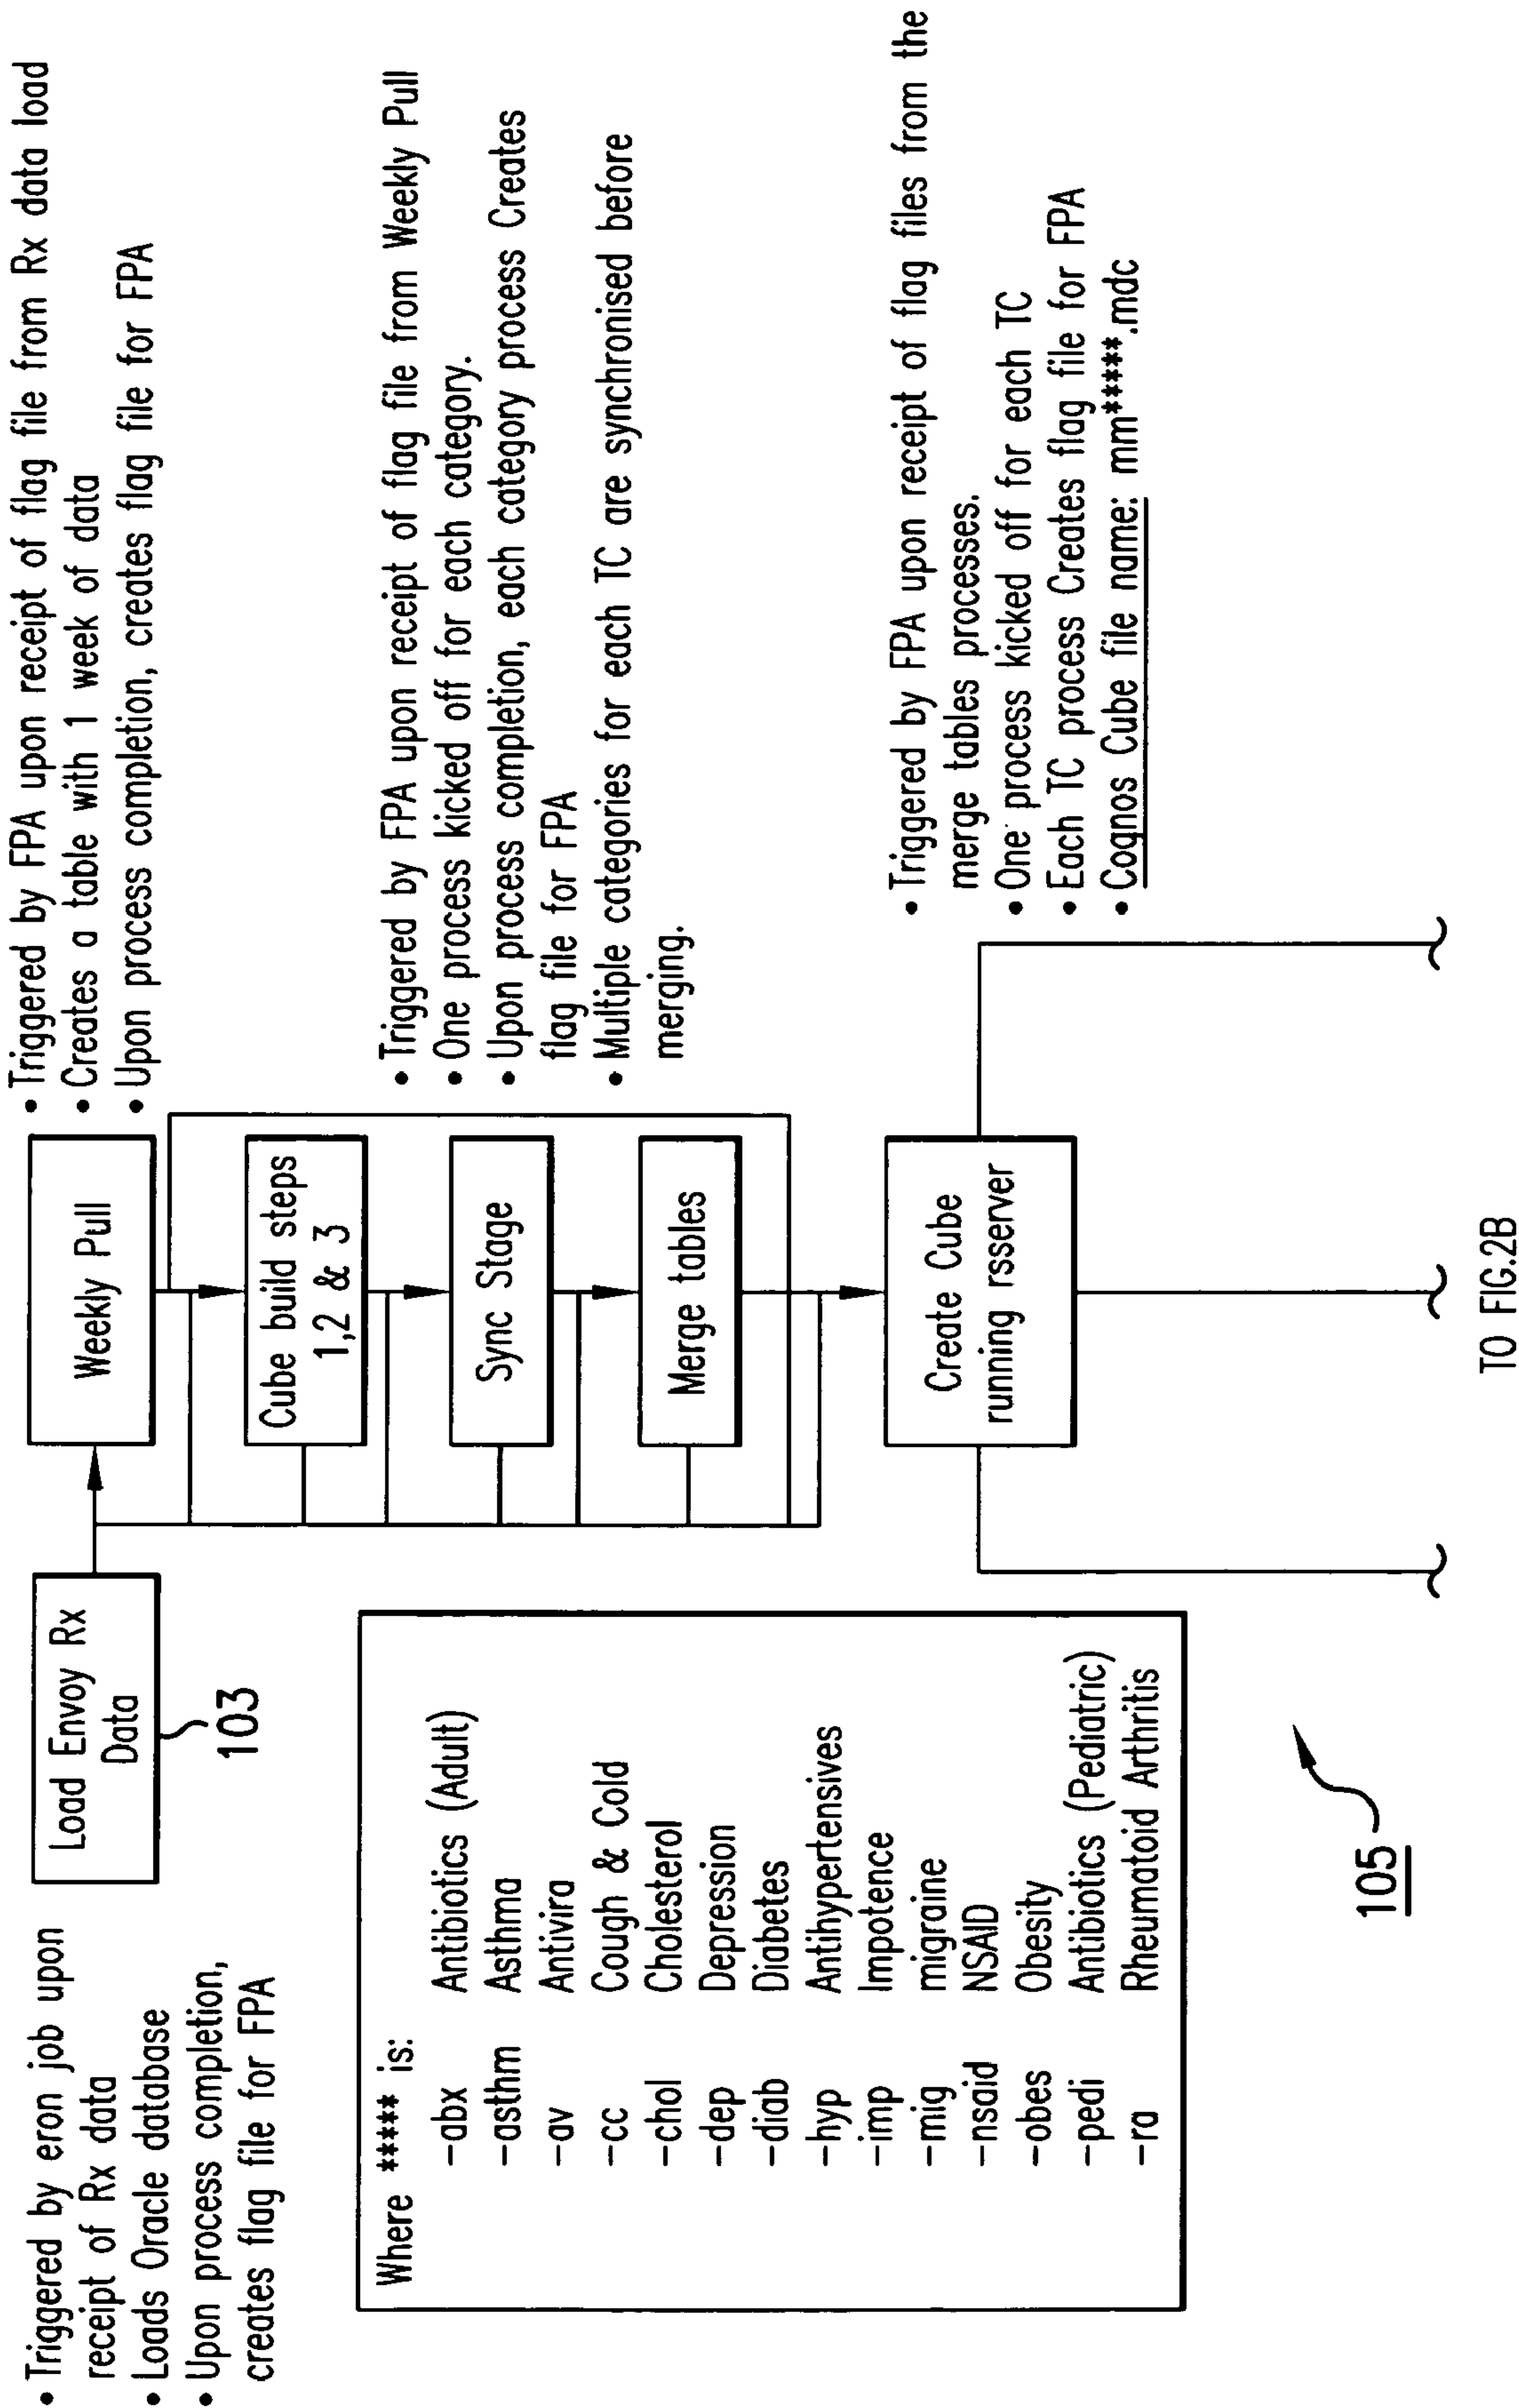 • Triggered by eron job upon
receipt of Rx data
• Loads Oracle database
• Upon process completion,
creates flag file for FPA
Load Envoy Rx
Data
103
Weekly Pull
• Triggered by FPA upon receipt of flag file from Rx data load
• Creates a table with 1 week of data
• Upon process completion, creates flag file for FPA
Cube build steps
1,2 & 3
Sync Stage
Merge tables
• Triggered by FPA upon receipt of flag file from Weekly Pull
• One process kicked off for each category.
• Upon process completion, each category process Creates
flag file for FPA
• Multiple categories for each TC are synchronised before
merging.
Where ***** is:
-abx Antibiotics (Adult)
-asthm Asthma
-av Antivira
-cc Cough & Cold
-chol Cholesterol
-dep Depression
-diab Diabetes
-hyp Antihypertensives
-imp Impotence
-mig migraine
-nsaid NSAID
-obes Obesity
-pedi Antibiotics (Pediatric)
-ra Rheumatoid Arthritis
Create Cube
running rsserver
• Triggered by FPA upon receipt of flag files from the
merge tables processes.
• One process kicked off for each TC
• Each TC process Creates flag file for FPA
• Cognos Cube file name: mm*****.mdc
105
TO FIG.2B